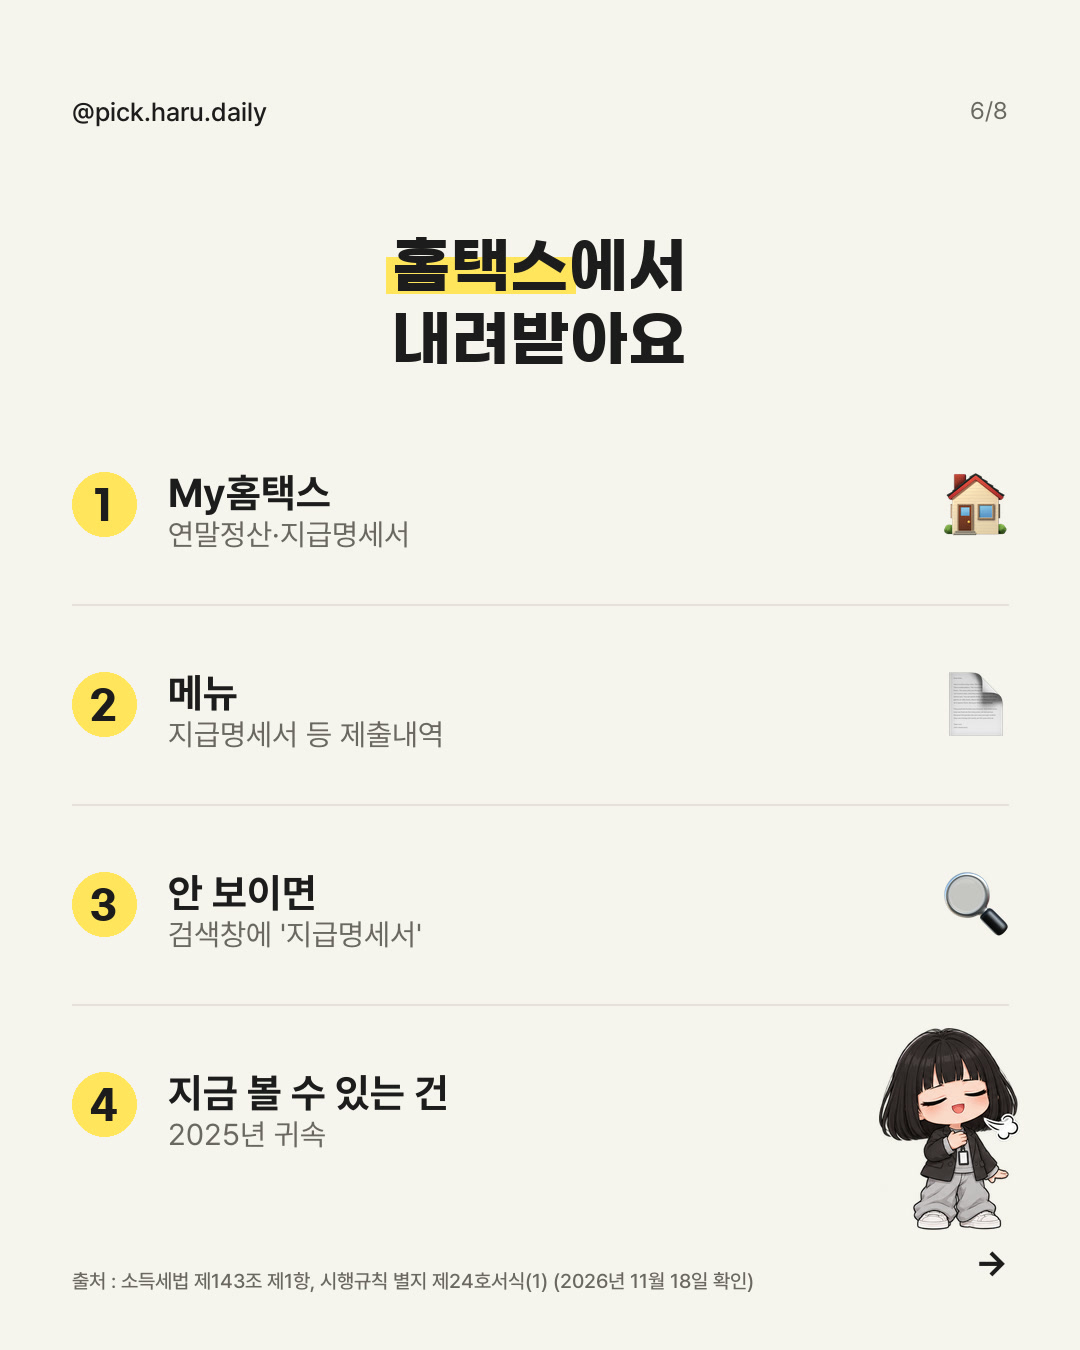 @pick.haru.daily
6/8
홈택스에서
내려받아요
1
My홈택스
연말정산·지급명세서
2
메뉴
지급명세서 등 제출내역
3
안 보이면
검색창에 '지급명세서'
4
지금 볼 수 있는 건
2025년 귀속
출처 : 소득세법 제143조 제1항, 시행규칙 별지 제24호서식(1) (2026년 11월 18일 확인)
→